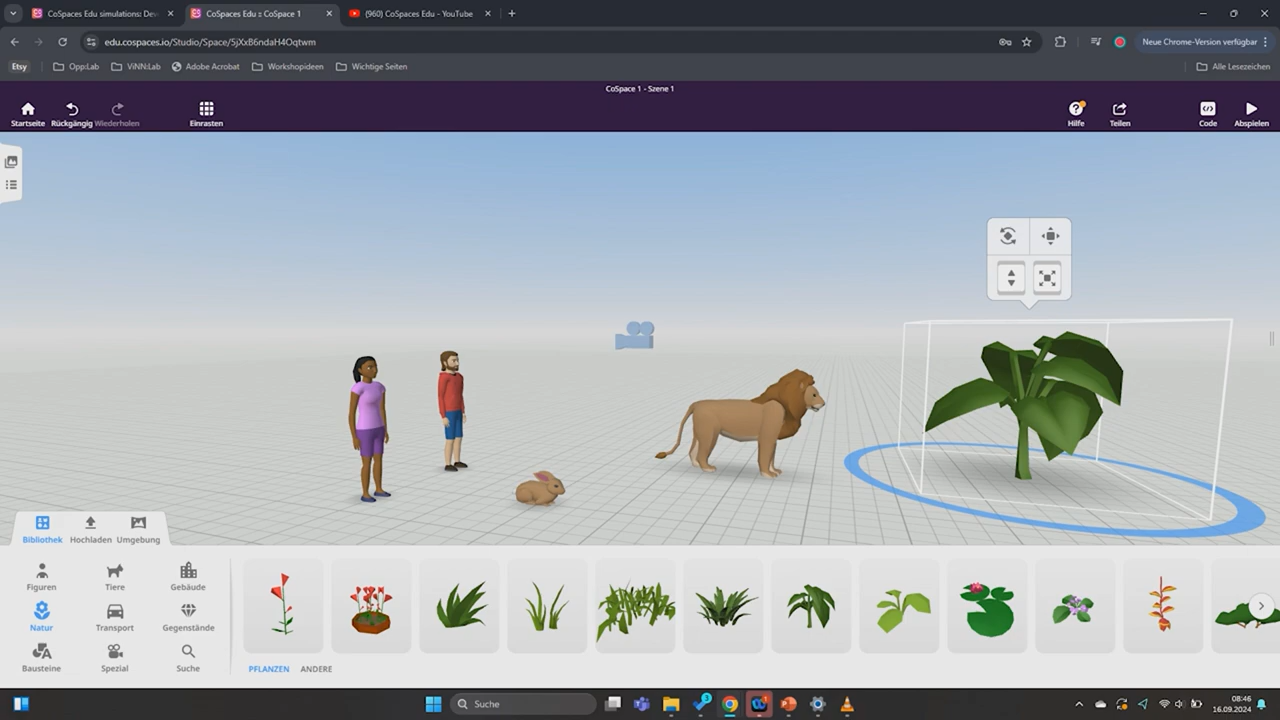 CoSpaces Edu simulations: De
CoSpaces Edu :: CoSpace 1
(960) CoSpaces Edu - YouTube
edu.cospaces.io/Studio/Space/5jXxB6ndaH4Oqtwm
Neue Chrome-Version verfügbar
Etsy
Opp:Lab
ViNN:Lab
Adobe Acrobat
Workshopideen
Wichtige Seiten
Alle Lesezeichen
CoSpace 1 - Szene 1
Startseite
Rückgängig
Wiederholen
Einrasten
Hilfe
Teilen
Code
Abspielen
Bibliothek
Hochladen
Umgebung
Figuren
Tiere
Gebäude
Natur
Transport
Gegenstände
Bausteine
Spezial
Suche
PFLANZEN
ANDERE
Suche
3
08:46
16.09.2024